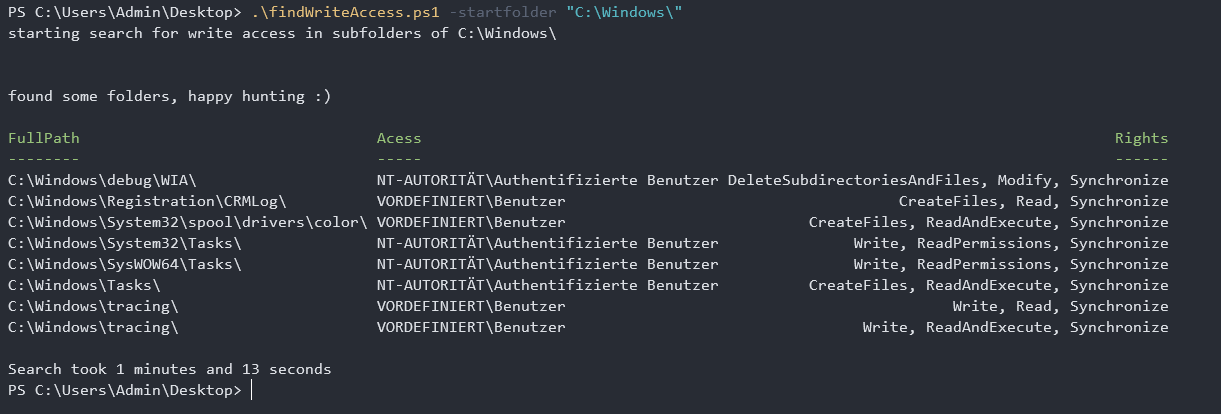 PS C:\Users\Admin\Desktop> .\findWriteAccess.ps1 -startfolder "C:\Windows\"
starting search for write access in subfolders of C:\Windows\
found some folders, happy hunting :)
FullPath Acess Rights
-------- ----- ------
C:\Windows\debug\WIA\ NT-AUTORITÄT\Authentifizierte Benutzer DeleteSubdirectoriesAndFiles, Modify, Synchronize
C:\Windows\Registration\CRMLog\ VORDEFINIERT\Benutzer CreateFiles, Read, Synchronize
C:\Windows\System32\spool\drivers\color\ VORDEFINIERT\Benutzer CreateFiles, ReadAndExecute, Synchronize
C:\Windows\System32\Tasks\ NT-AUTORITÄT\Authentifizierte Benutzer Write, ReadPermissions, Synchronize
C:\Windows\SysWOW64\Tasks\ NT-AUTORITÄT\Authentifizierte Benutzer Write, ReadPermissions, Synchronize
C:\Windows\Tasks\ NT-AUTORITÄT\Authentifizierte Benutzer CreateFiles, ReadAndExecute, Synchronize
C:\Windows\tracing\ VORDEFINIERT\Benutzer Write, Read, Synchronize
C:\Windows\tracing\ VORDEFINIERT\Benutzer Write, ReadAndExecute, Synchronize
Search took 1 minutes and 13 seconds
PS C:\Users\Admin\Desktop>